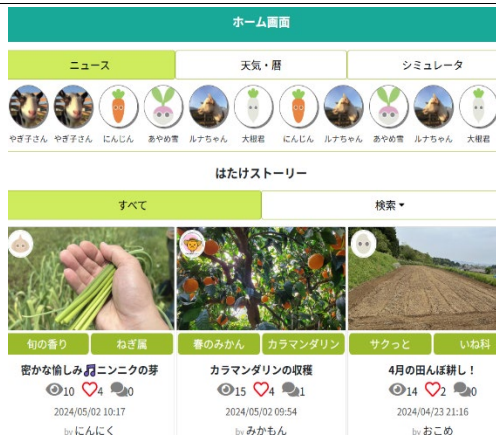 ホーム画面
ニュース 天気・暦 シミュレータ
やぎ子さん やぎ子さん にんじん あやめ雪 ルナちゃん 大根君 にんじん ルナちゃん あやめ雪 ルナちゃん 大根君
はたけストーリー
すべて 検索
旬の香り ねぎ属 春のみかん カラマンダリン サクっと いね科
密かな愉しみ🎵ニンニクの芽 カラマンダリンの収穫 4月の田んぼ耕し！
10 4 0 15 4 1 14 2 0
2024/05/02 10:17 2024/05/02 09:54 2024/04/23 21:16
by にんにく by みかもん by おこめ